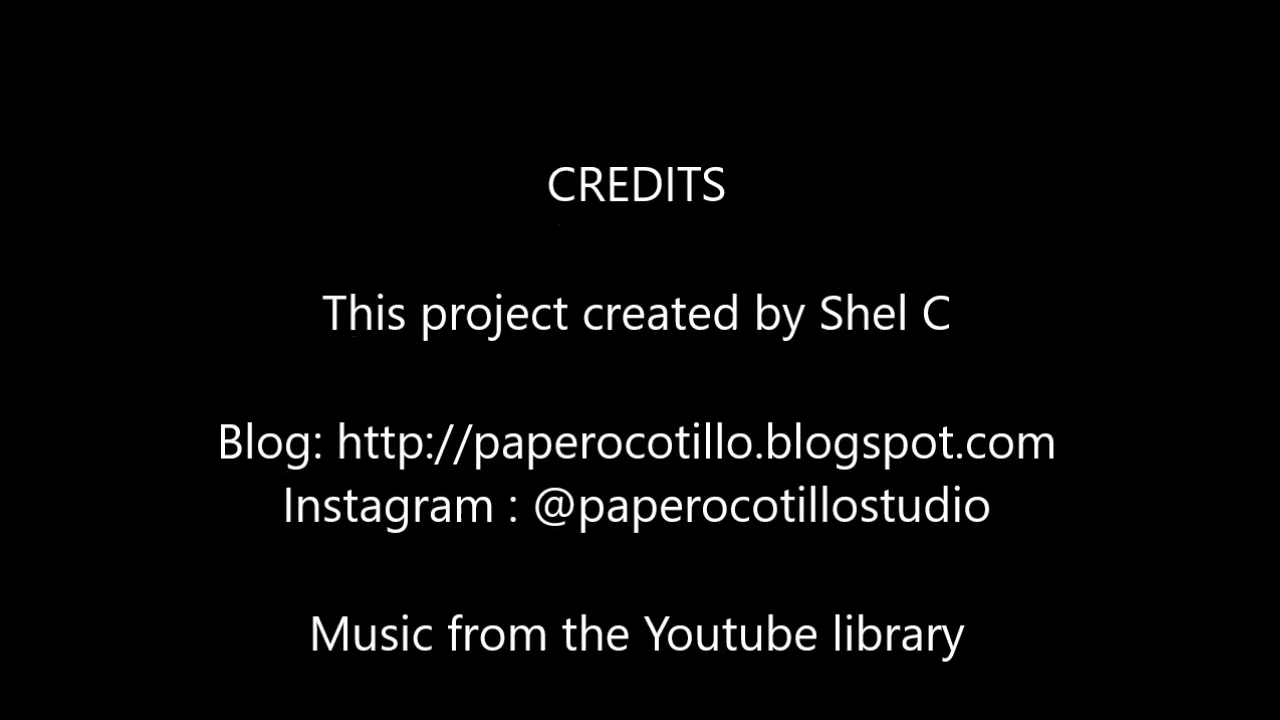 CREDITS
This project created by Shel C
Blog: http://paperocotillo.blogspot.com
Instagram : @paperocotillostudio
Music from the Youtube library